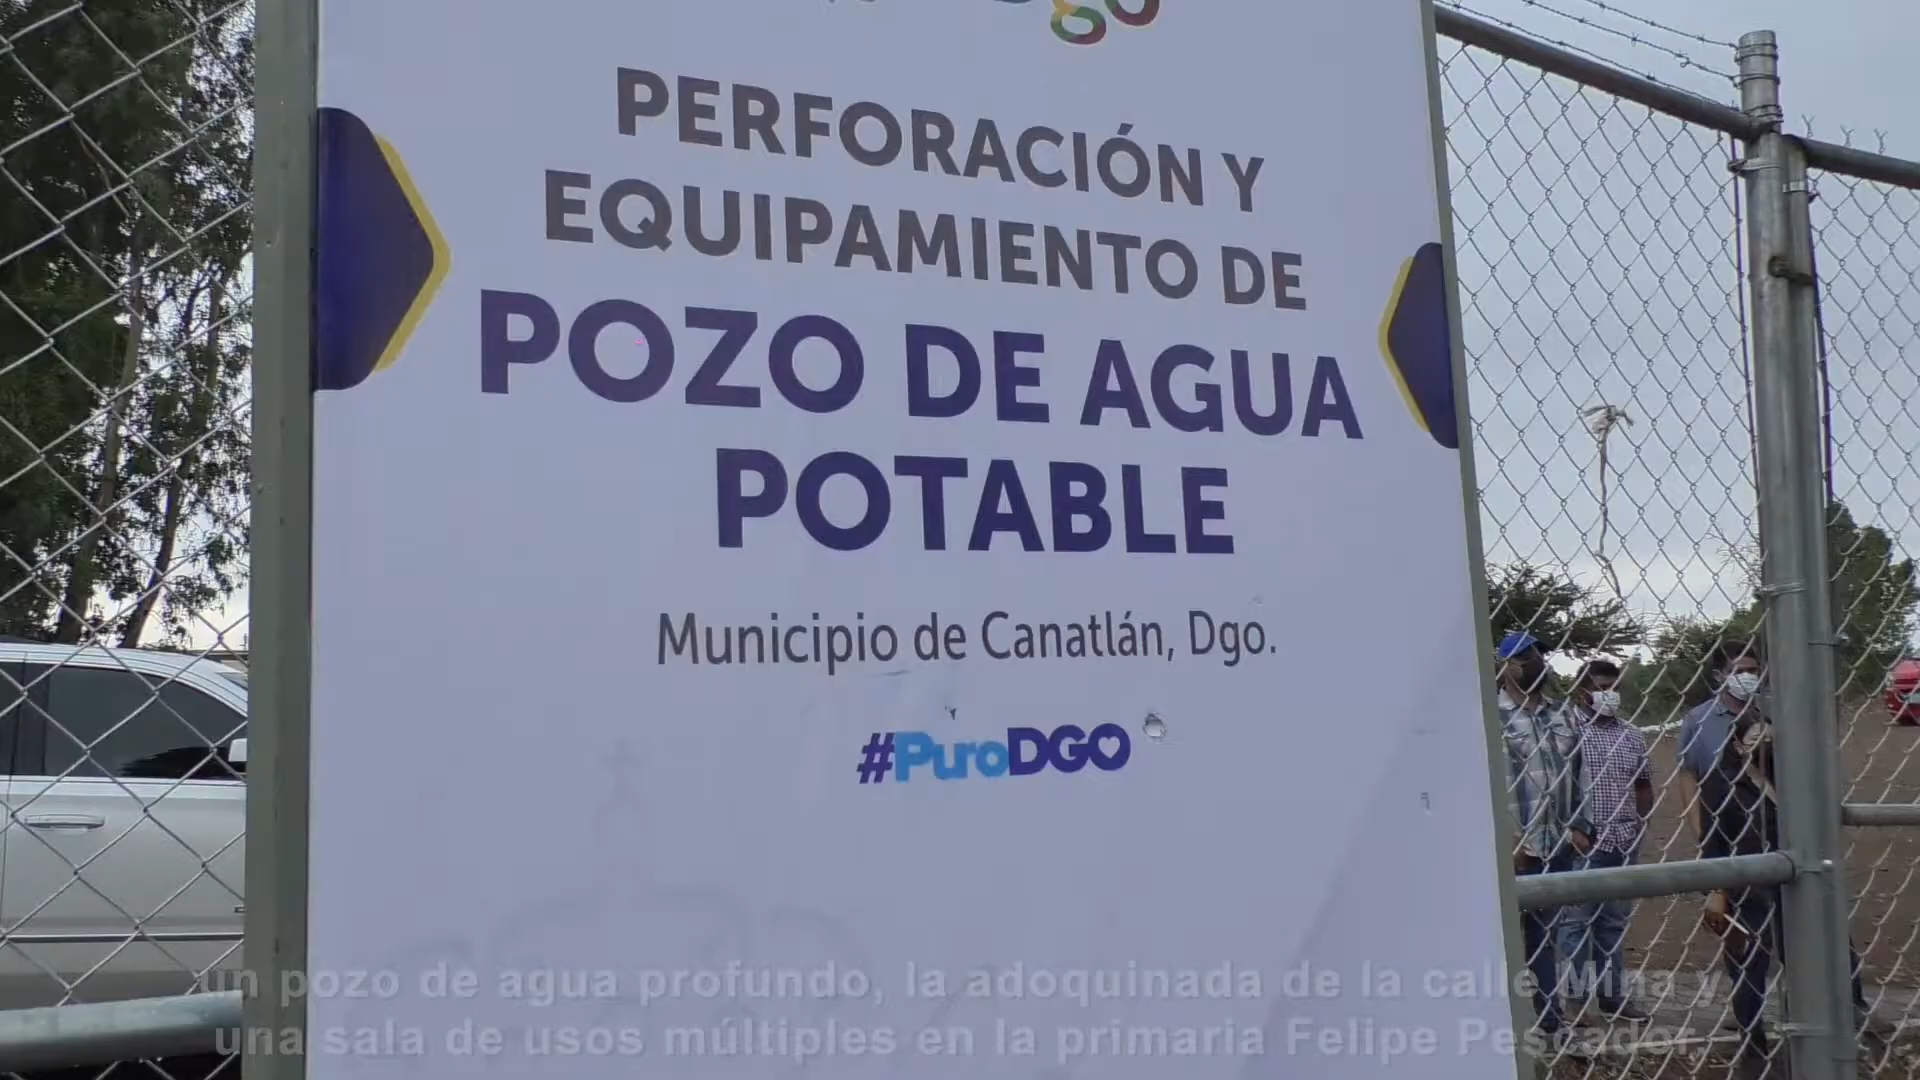 Dgo
PERFORACIÓN Y
EQUIPAMIENTO DE
POZO DE AGUA
POTABLE
Municipio de Canatlán, Dgo.
#PuroDGO
un pozo de agua profundo, la adoquinada de la calle Mina y
una sala de usos múltiples en la primaria Felipe Pescador,